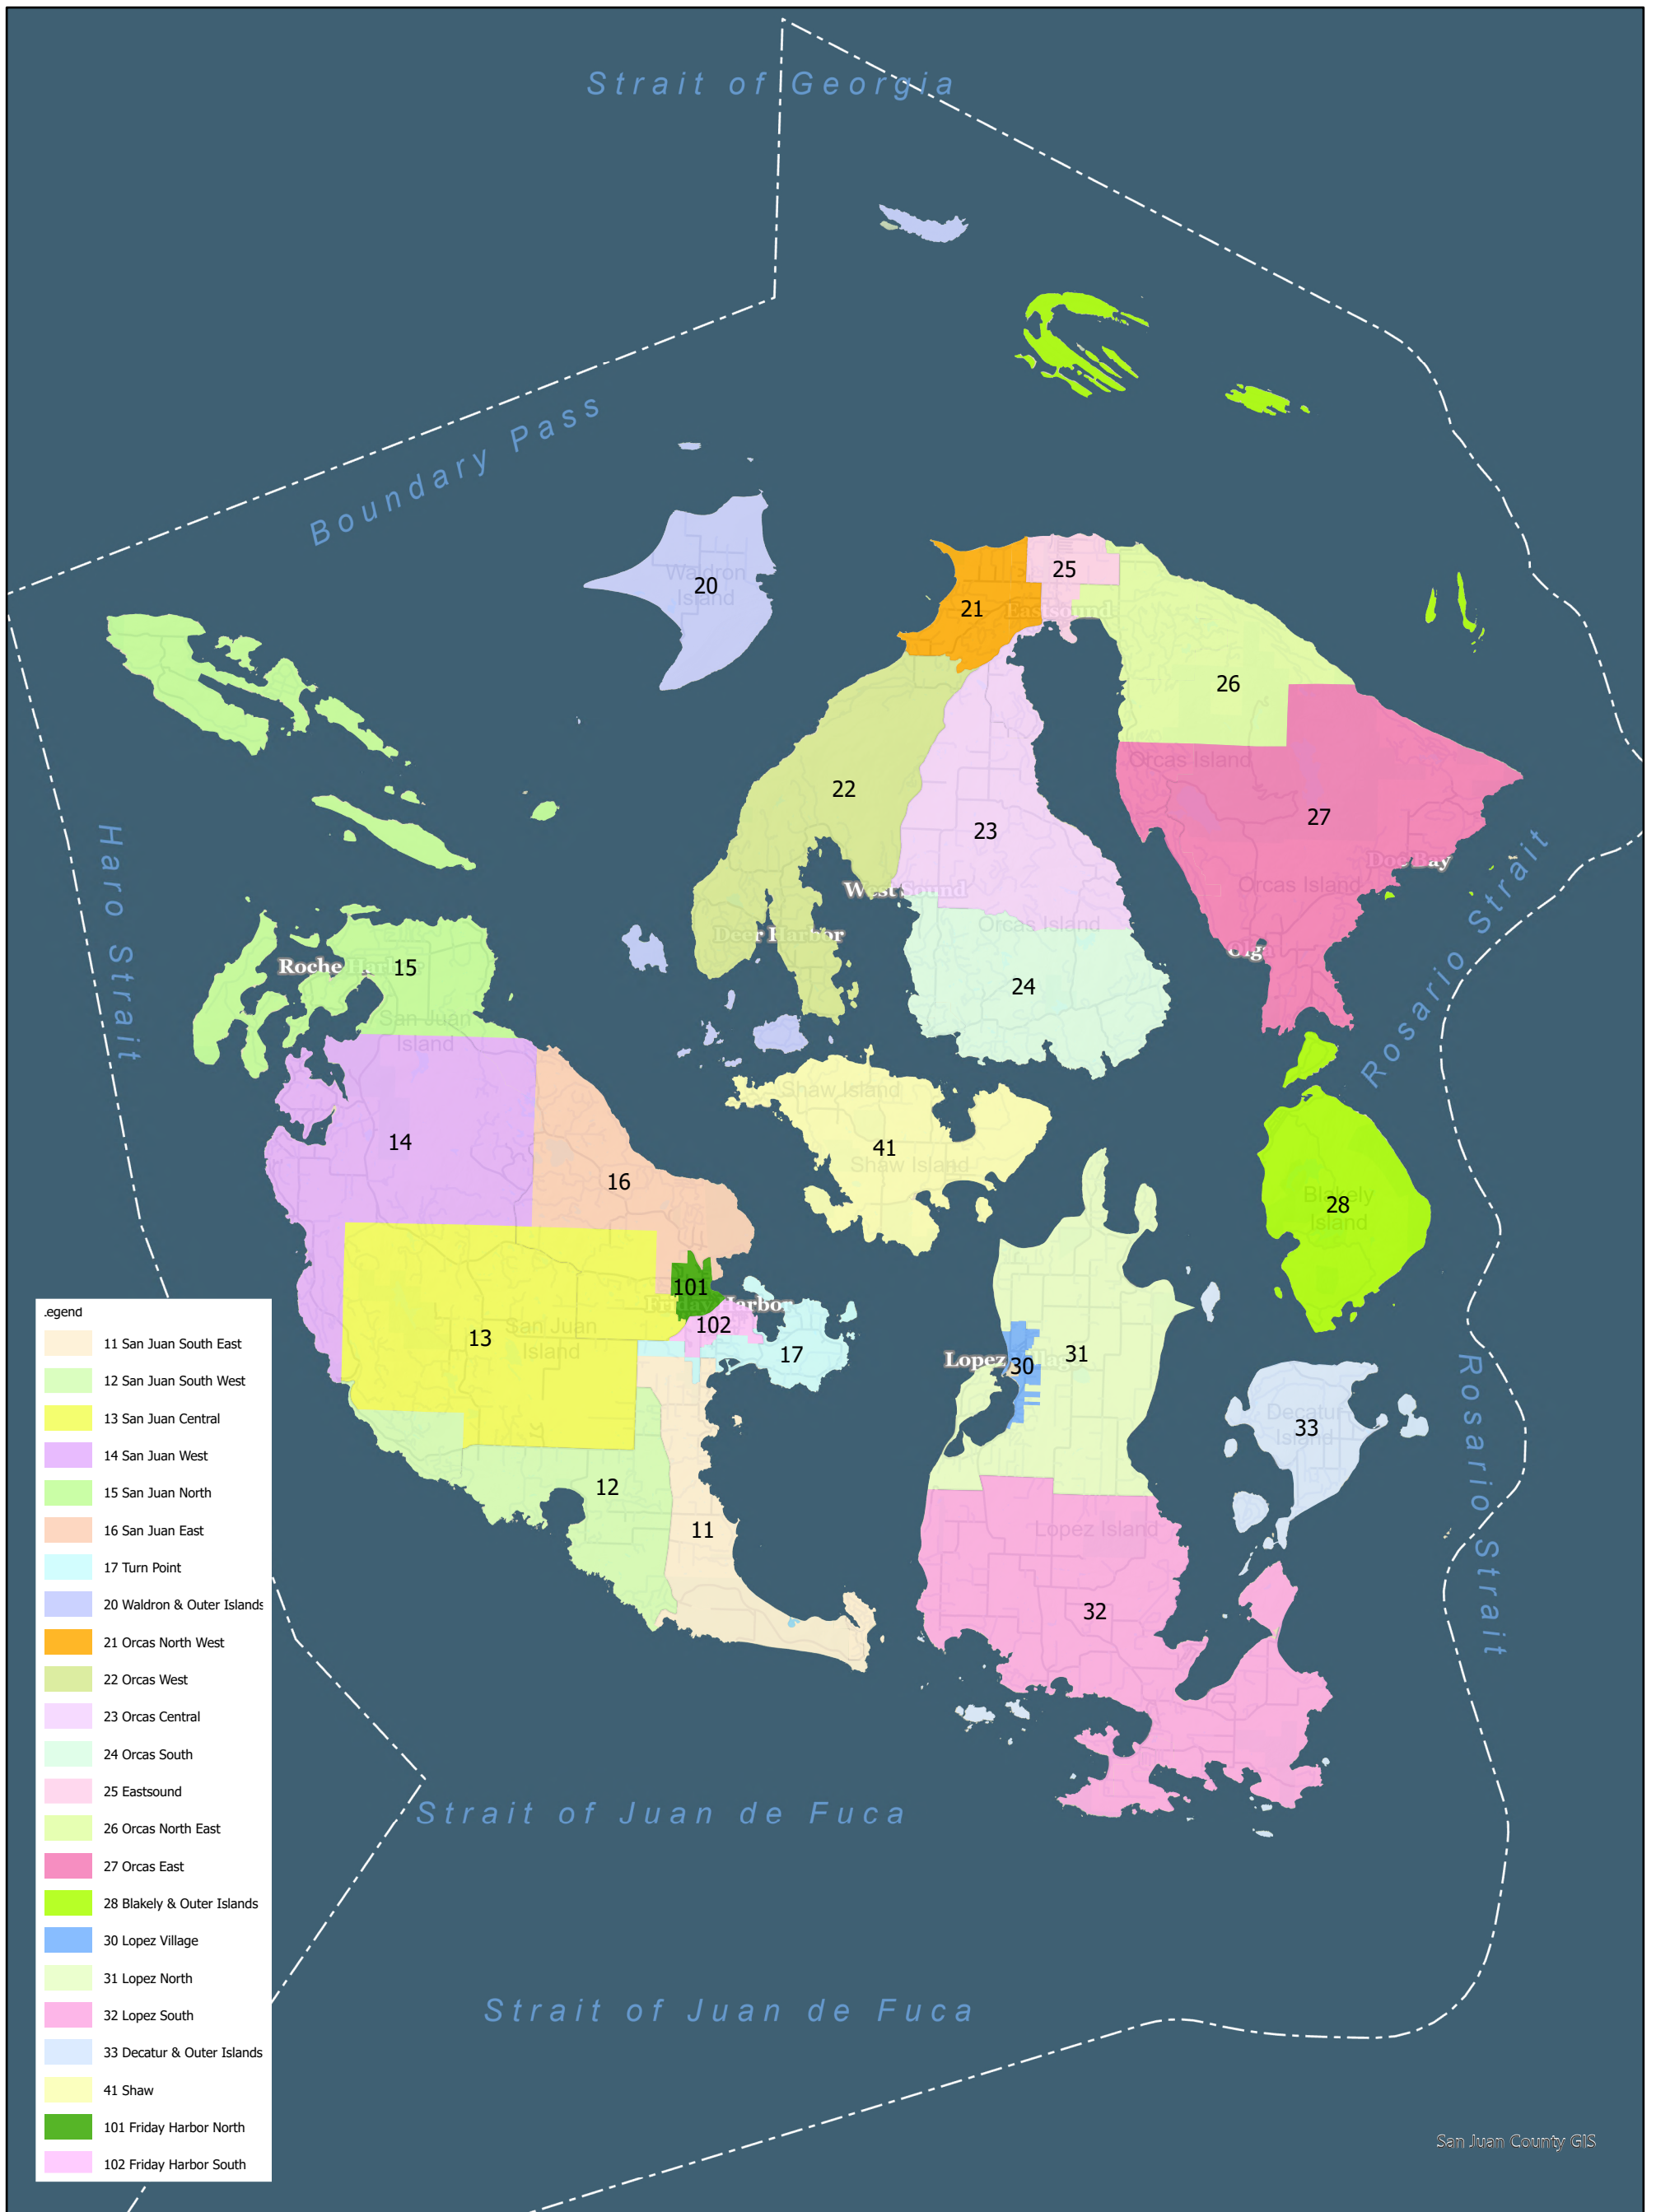 Strait of Georgia
Boundary Pass
20
Waldron
Island
25
21
Eastsound
26
Orcas Island
22
27
23
Haro Strait
Doe Bay
West Sound
Orcas Island
Rosario Strait
Deer Harbor
Orcas Island
Olga
Roche Harbor
15
24
San Juan
Island
Shaw Island
14
41
Shaw Island
16
28
Blakely
Island
101
Friday Harbor
102
13
San Juan
Island
17
31
Lopez Village
30
Rosario Strait
Decatur
Island
33
12
11
Lopez Island
32
Strait of Juan de Fuca
Strait of Juan de Fuca
.egend
11 San Juan South East
12 San Juan South West
13 San Juan Central
14 San Juan West
15 San Juan North
16 San Juan East
17 Turn Point
20 Waldron & Outer Islands
21 Orcas North West
22 Orcas West
23 Orcas Central
24 Orcas South
25 Eastsound
26 Orcas North East
27 Orcas East
28 Blakely & Outer Islands
30 Lopez Village
31 Lopez North
32 Lopez South
33 Decatur & Outer Islands
41 Shaw
101 Friday Harbor North
102 Friday Harbor South
San Juan County GIS